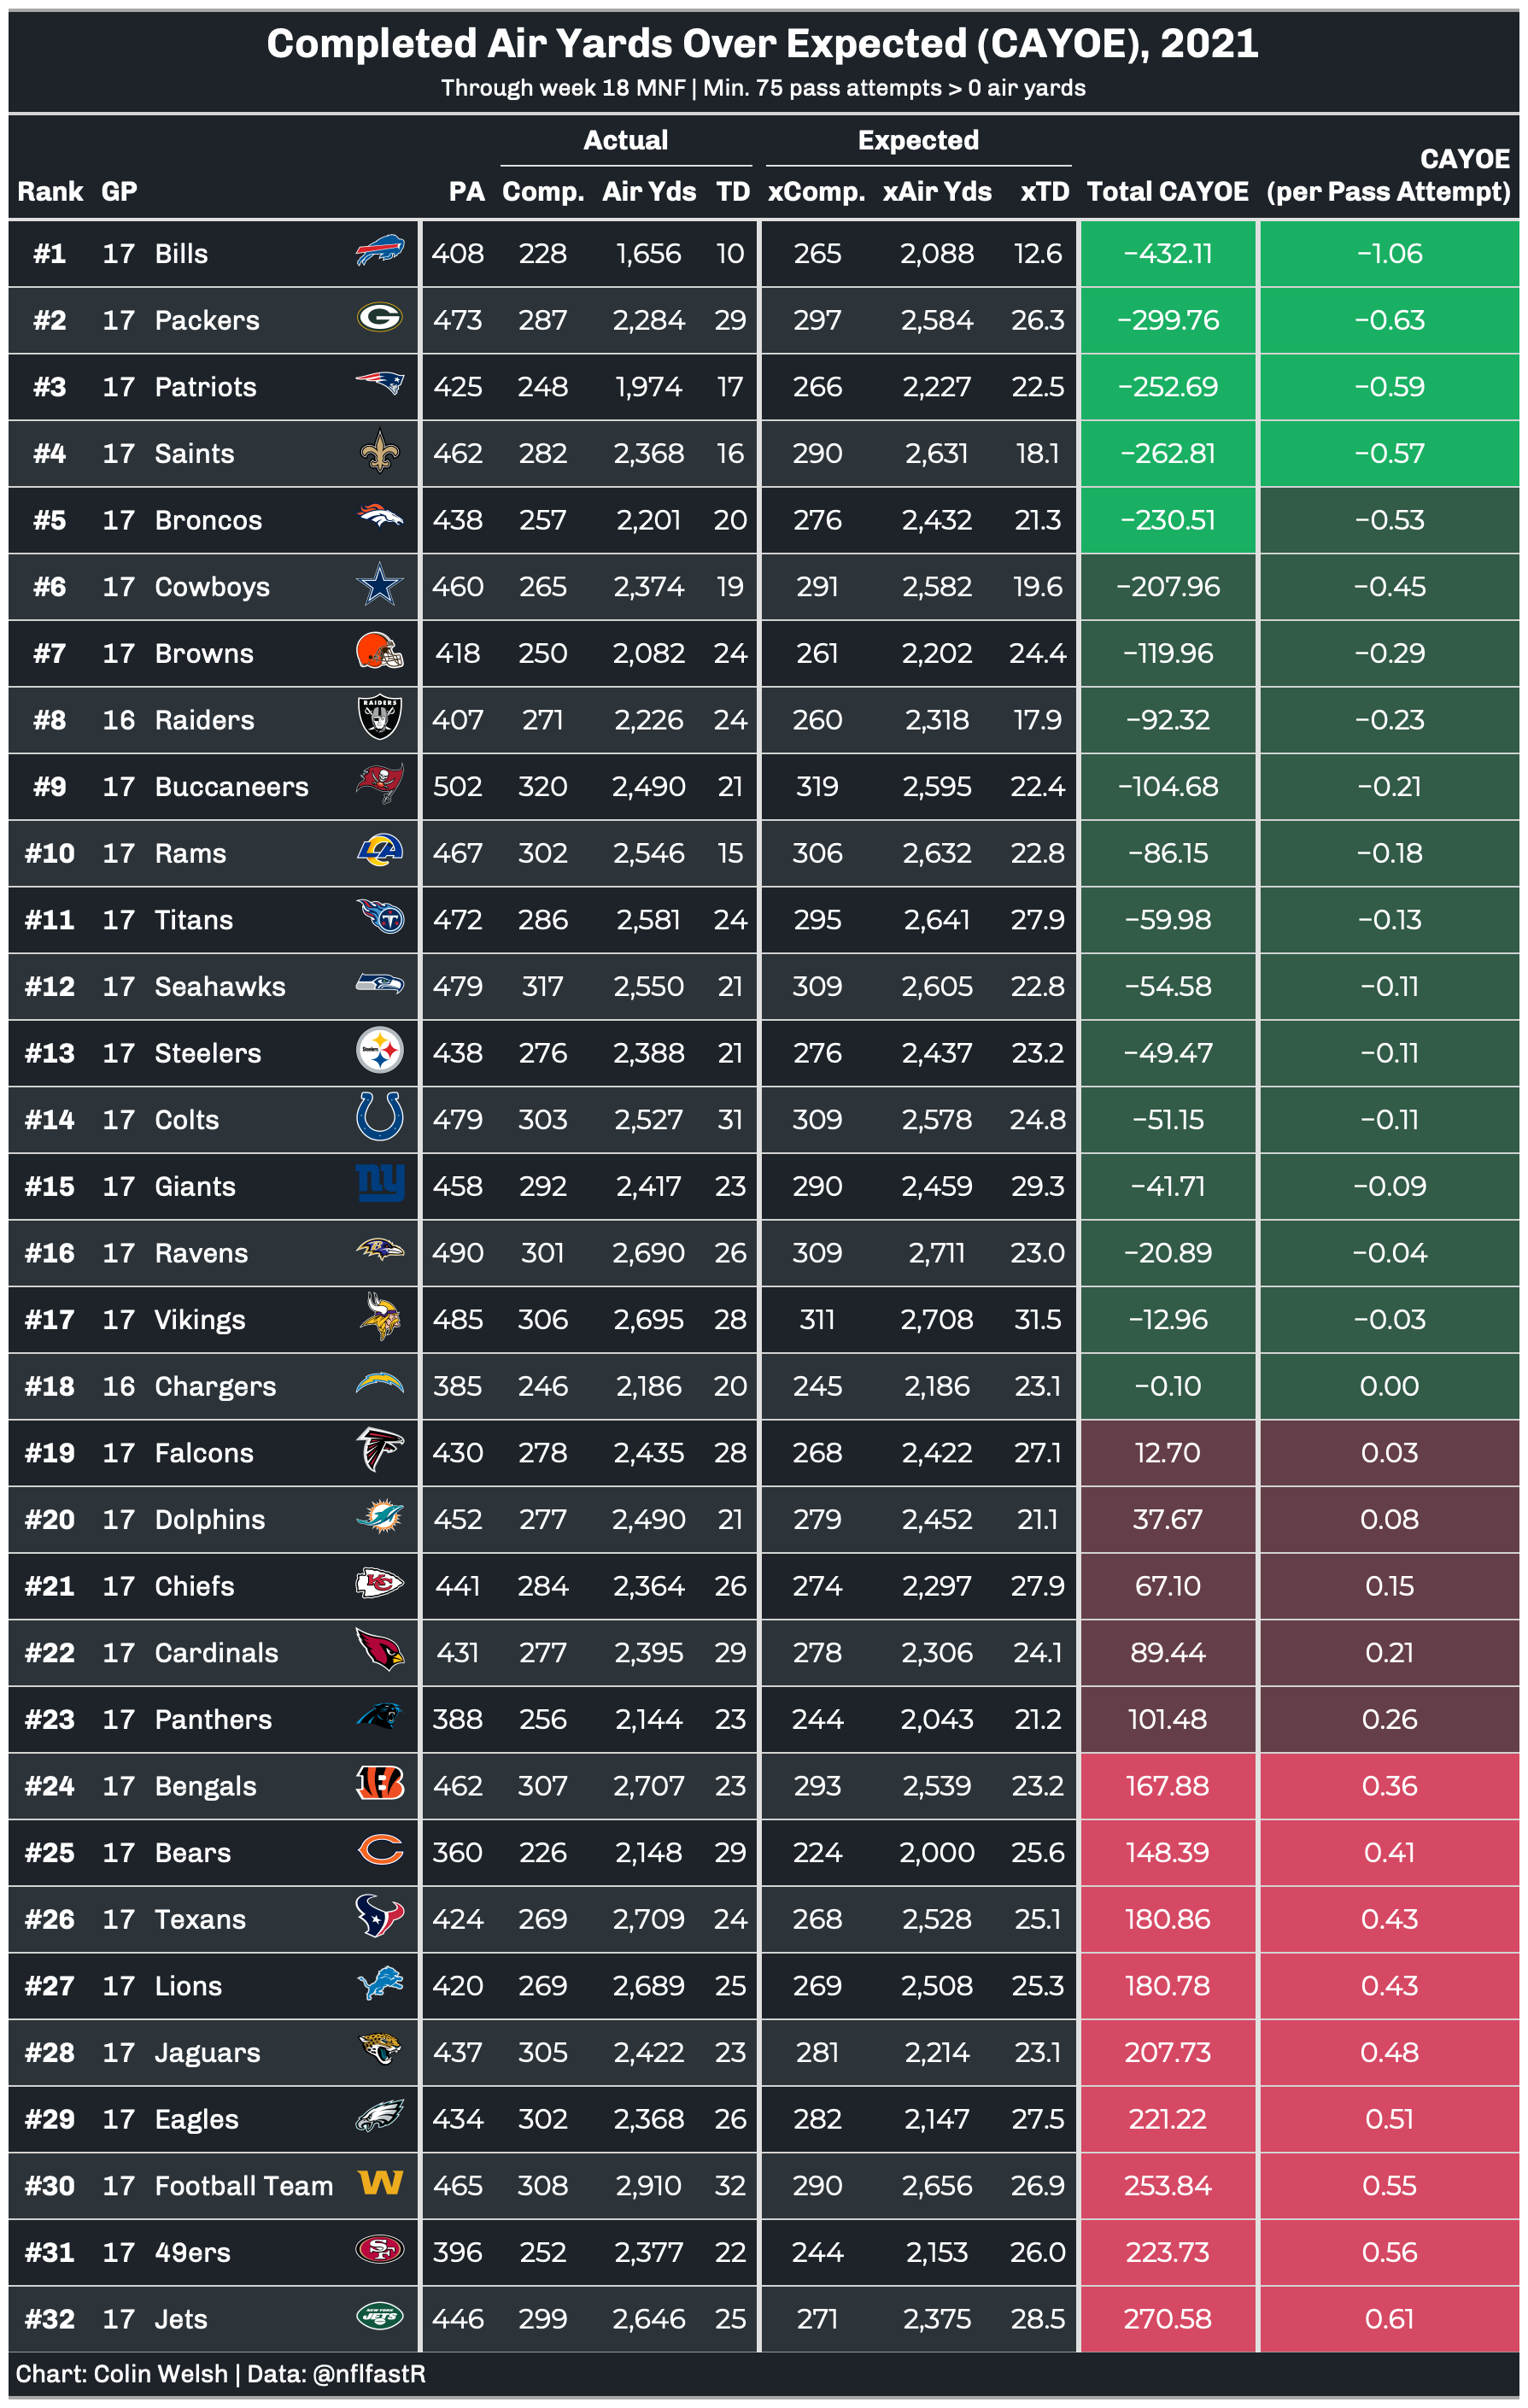 Completed Air Yards Over Expected (CAYOE), 2021
Through week 18 MNF | Min. 75 pass attempts > 0 air yards
Actual Expected
Rank GP PA Comp. Air Yds TD xComp. xAir Yds xTD Total CAYOE CAYOE (per Pass Attempt)
#1 17 Bills 408 228 1,656 10 265 2,088 12.6 −432.11 −1.06
#2 17 Packers 473 287 2,284 29 297 2,584 26.3 −299.76 −0.63
#3 17 Patriots 425 248 1,974 17 266 2,227 22.5 −252.69 −0.59
#4 17 Saints 462 282 2,368 16 290 2,631 18.1 −262.81 −0.57
#5 17 Broncos 438 257 2,201 20 276 2,432 21.3 −230.51 −0.53
#6 17 Cowboys 460 265 2,374 19 291 2,582 19.6 −207.96 −0.45
#7 17 Browns 418 250 2,082 24 261 2,202 24.4 −119.96 −0.29
#8 16 Raiders RAIDERS 407 271 2,226 24 260 2,318 17.9 −92.32 −0.23
#9 17 Buccaneers 502 320 2,490 21 319 2,595 22.4 −104.68 −0.21
#10 17 Rams LA 467 302 2,546 15 306 2,632 22.8 −86.15 −0.18
#11 17 Titans 472 286 2,581 24 295 2,641 27.9 −59.98 −0.13
#12 17 Seahawks 479 317 2,550 21 309 2,605 22.8 −54.58 −0.11
#13 17 Steelers Steelers 438 276 2,388 21 276 2,437 23.2 −49.47 −0.11
#14 17 Colts 479 303 2,527 31 309 2,578 24.8 −51.15 −0.11
#15 17 Giants ny 458 292 2,417 23 290 2,459 29.3 −41.71 −0.09
#16 17 Ravens 490 301 2,690 26 309 2,711 23.0 −20.89 −0.04
#17 17 Vikings 485 306 2,695 28 311 2,708 31.5 −12.96 −0.03
#18 16 Chargers 385 246 2,186 20 245 2,186 23.1 −0.10 0.00
#19 17 Falcons 430 278 2,435 28 268 2,422 27.1 12.70 0.03
#20 17 Dolphins 452 277 2,490 21 279 2,452 21.1 37.67 0.08
#21 17 Chiefs KC 441 284 2,364 26 274 2,297 27.9 67.10 0.15
#22 17 Cardinals 431 277 2,395 29 278 2,306 24.1 89.44 0.21
#23 17 Panthers 388 256 2,144 23 244 2,043 21.2 101.48 0.26
#24 17 Bengals B 462 307 2,707 23 293 2,539 23.2 167.88 0.36
#25 17 Bears C 360 226 2,148 29 224 2,000 25.6 148.39 0.41
#26 17 Texans 424 269 2,709 24 268 2,528 25.1 180.86 0.43
#27 17 Lions 420 269 2,689 25 269 2,508 25.3 180.78 0.43
#28 17 Jaguars 437 305 2,422 23 281 2,214 23.1 207.73 0.48
#29 17 Eagles 434 302 2,368 26 282 2,147 27.5 221.22 0.51
#30 17 Football Team W 465 308 2,910 32 290 2,656 26.9 253.84 0.55
#31 17 49ers SF 396 252 2,377 22 244 2,153 26.0 223.73 0.56
#32 17 Jets NEW YORK JETS 446 299 2,646 25 271 2,375 28.5 270.58 0.61
Chart: Colin Welsh | Data: @nflfastR